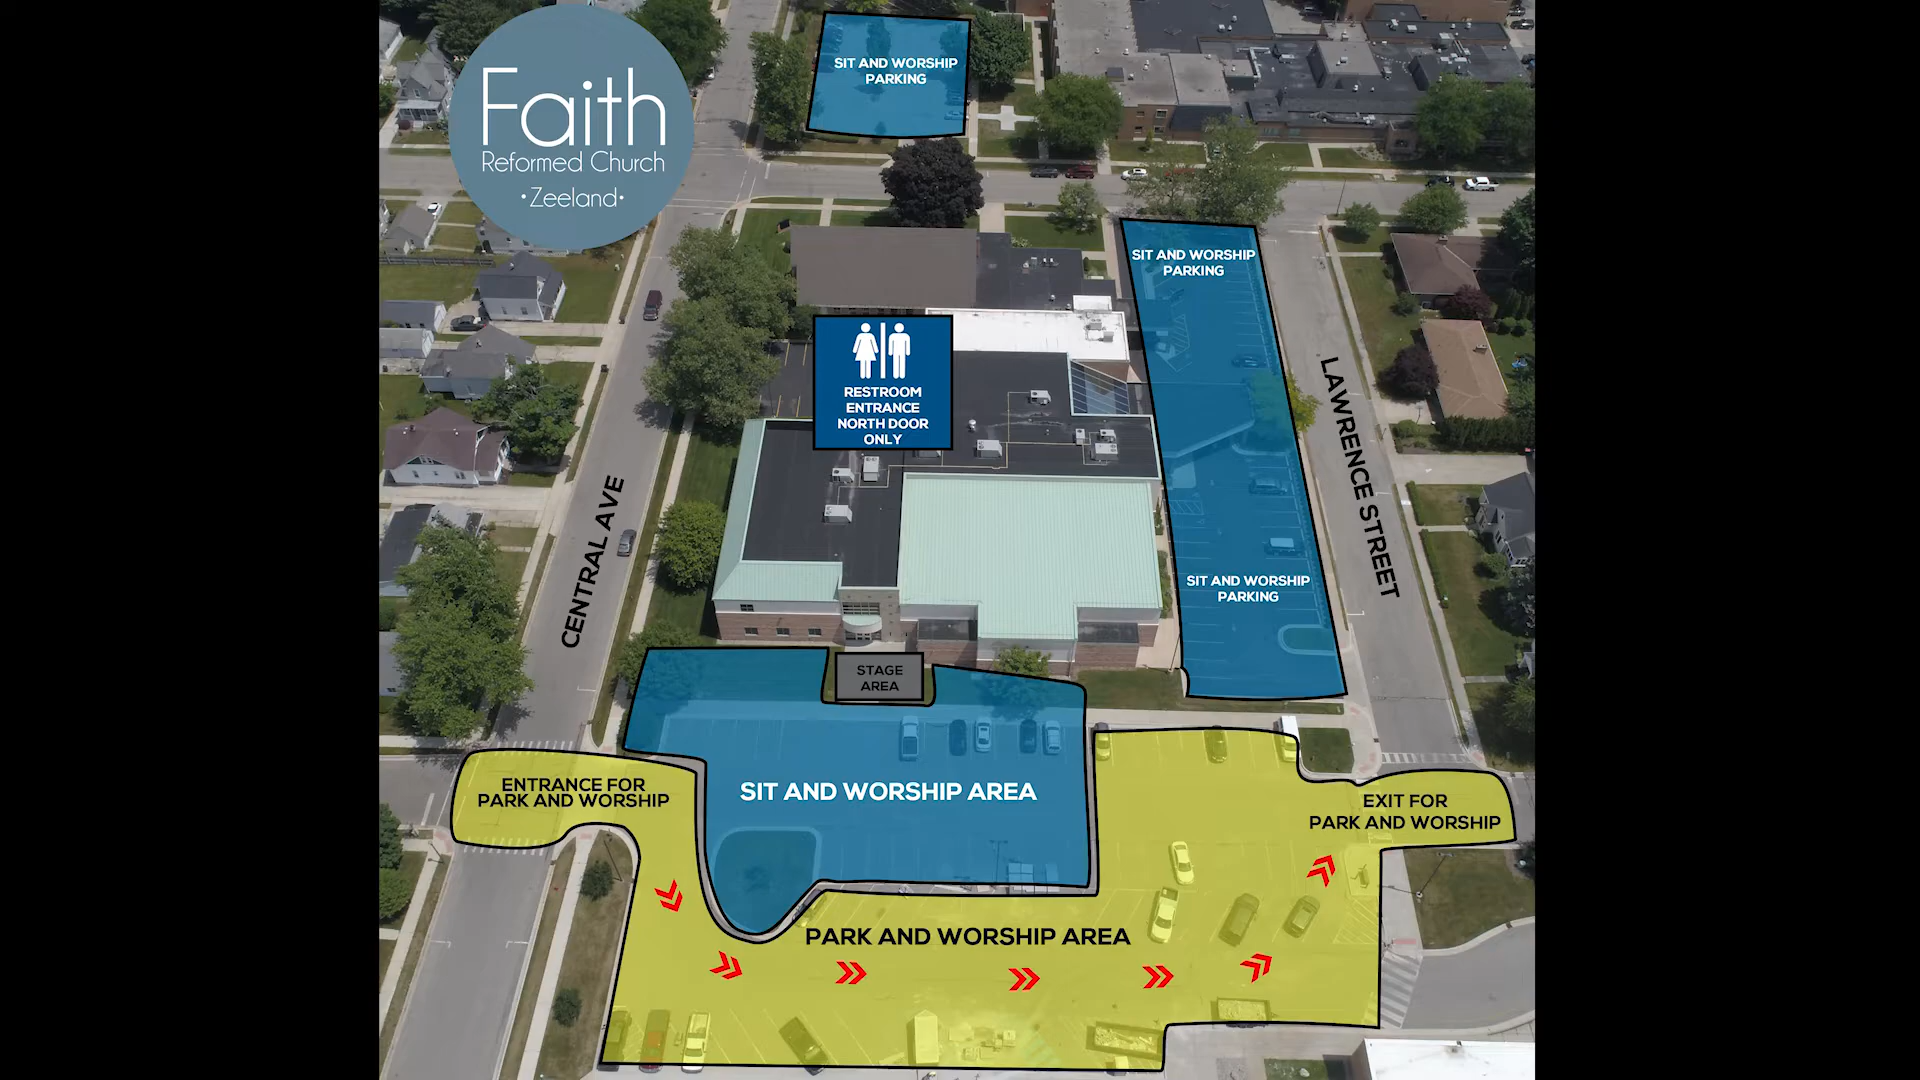 Faith
Reformed Church
•Zeeland•
SIT AND WORSHIP
PARKING
SIT AND WORSHIP
PARKING
RESTROOM
ENTRANCE
NORTH DOOR
ONLY
CENTRAL AVE
LAWRENCE STREET
SIT AND WORSHIP
PARKING
STAGE
AREA
ENTRANCE FOR
PARK AND WORSHIP
SIT AND WORSHIP AREA
EXIT FOR
PARK AND WORSHIP
PARK AND WORSHIP AREA